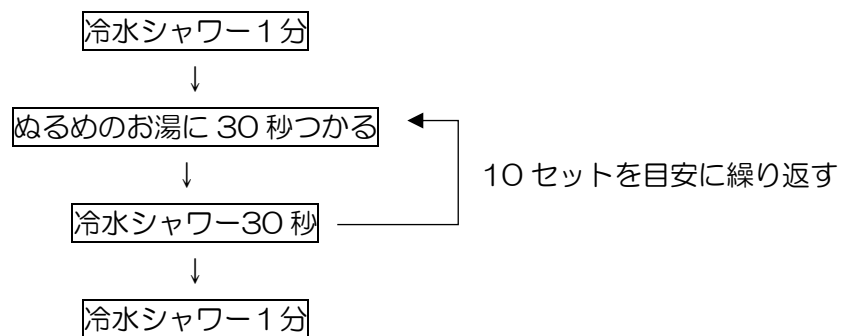 冷水シャワー１分
↓
ぬるめのお湯に 30 秒つかる
↓
10 セットを目安に繰り返す
冷水シャワー30 秒
↓
冷水シャワー１分